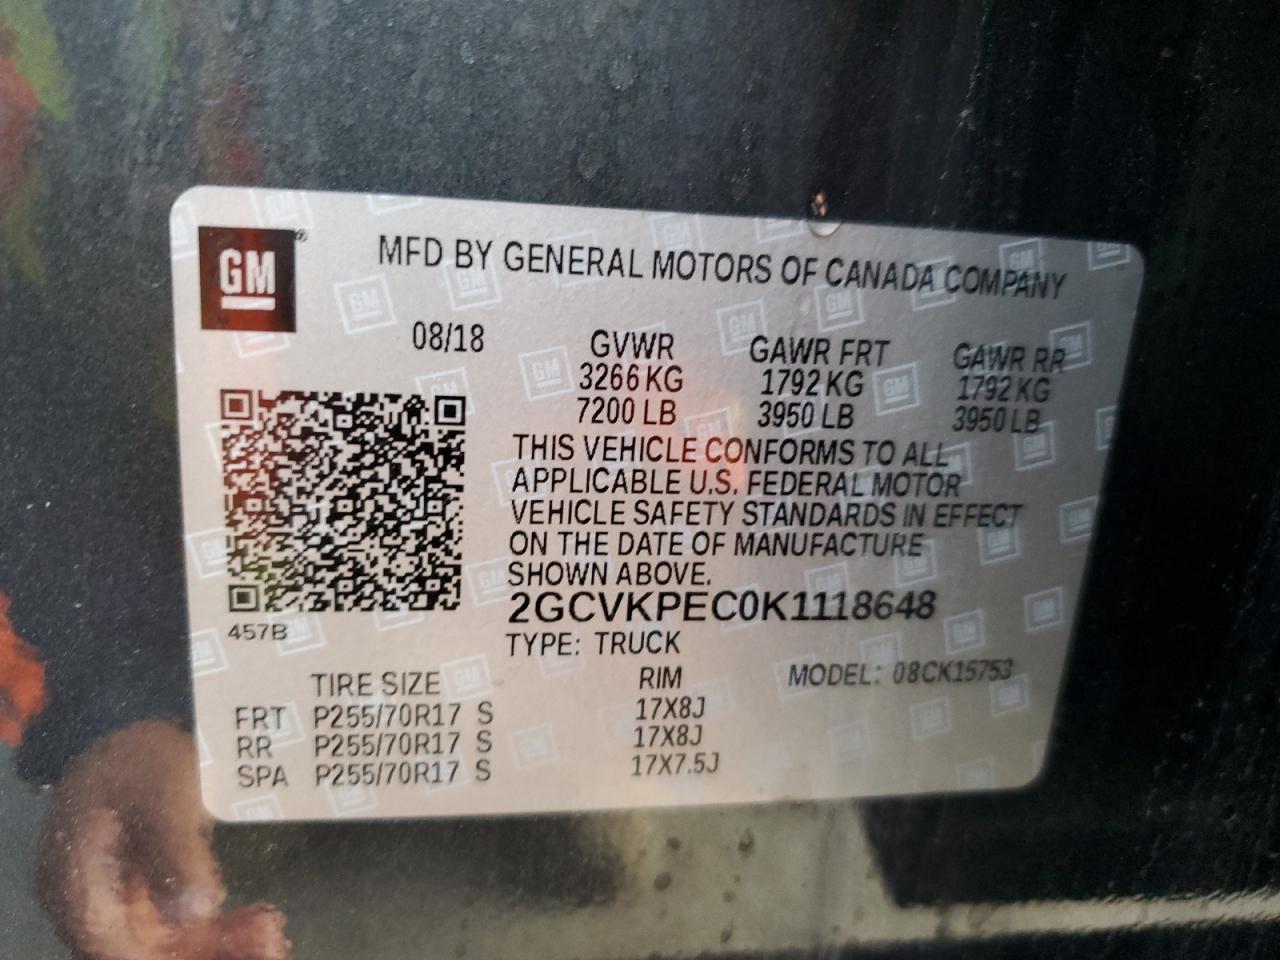 GM®
MFD BY GENERAL MOTORS OF CANADA COMPANY
08/18 GVWR GAWR FRT GAWR RR
3266 KG 1792 KG 1792 KG
7200 LB 3950 LB 3950 LB
THIS VEHICLE CONFORMS TO ALL
APPLICABLE U.S. FEDERAL MOTOR
VEHICLE SAFETY STANDARDS IN EFFECT
ON THE DATE OF MANUFACTURE
SHOWN ABOVE.
2GCVKPEC0K1118648
457B
TYPE: TRUCK
MODEL: 08CK15753
TIRE SIZE RIM
FRT P255/70R17 S 17X8J
RR P255/70R17 S 17X8J
SPA P255/70R17 S 17X7.5J